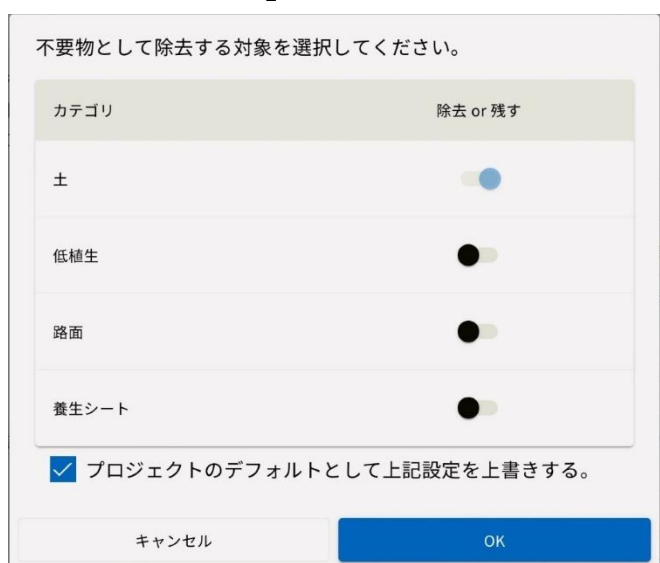 不要物として除去する対象を選択してください。
カテゴリ 除去 or 残す
土
低植生
路面
養生シート
プロジェクトのデフォルトとして上記設定を上書きする。
キャンセル OK